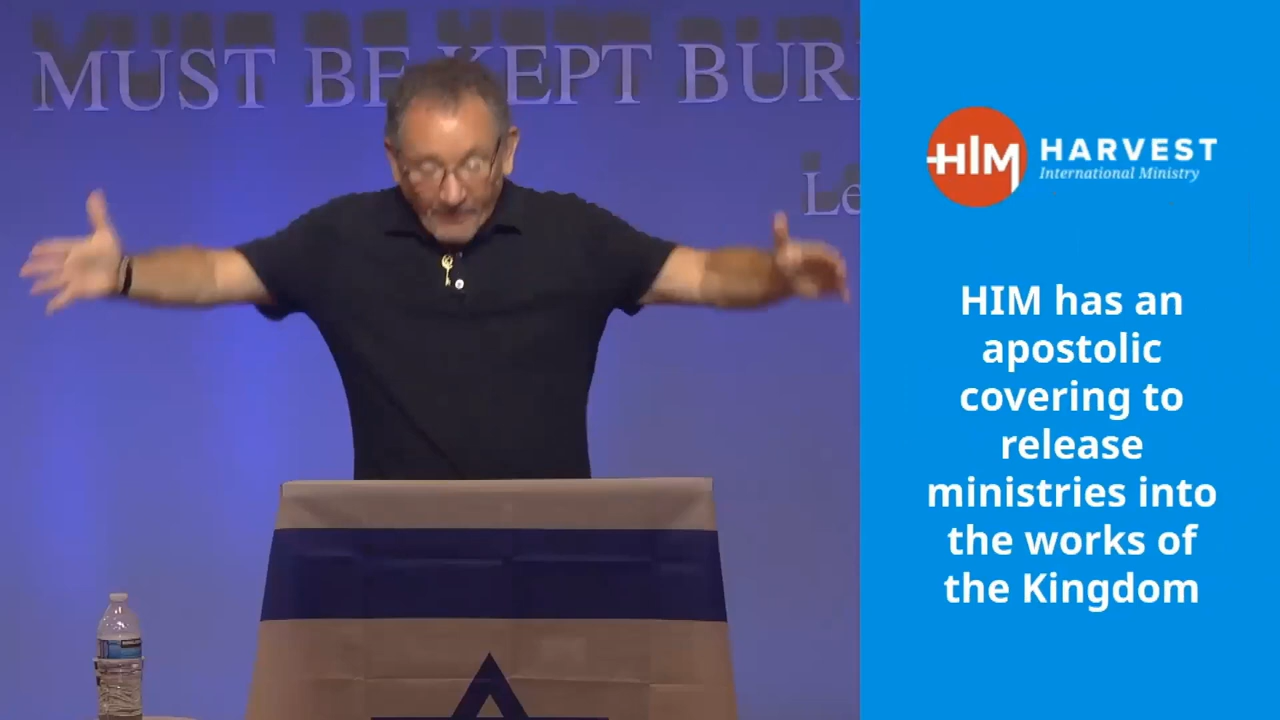 MUST BE KEPT BUR
Le
HIM HARVEST
International Ministry
HIM has an
apostolic
covering to
release
ministries into
the works of
the Kingdom